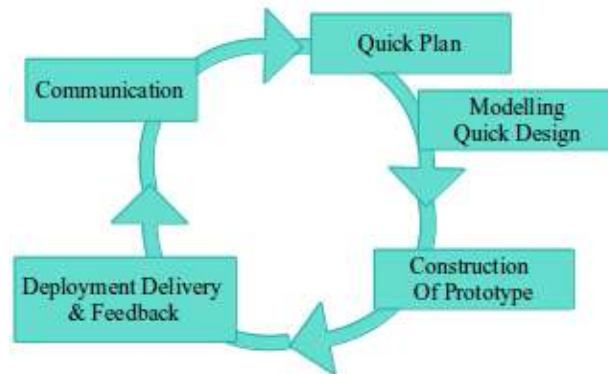 Quick Plan
Communication
Modelling
Quick Design
Construction
Of Prototype
Deployment Delivery
& Feedback